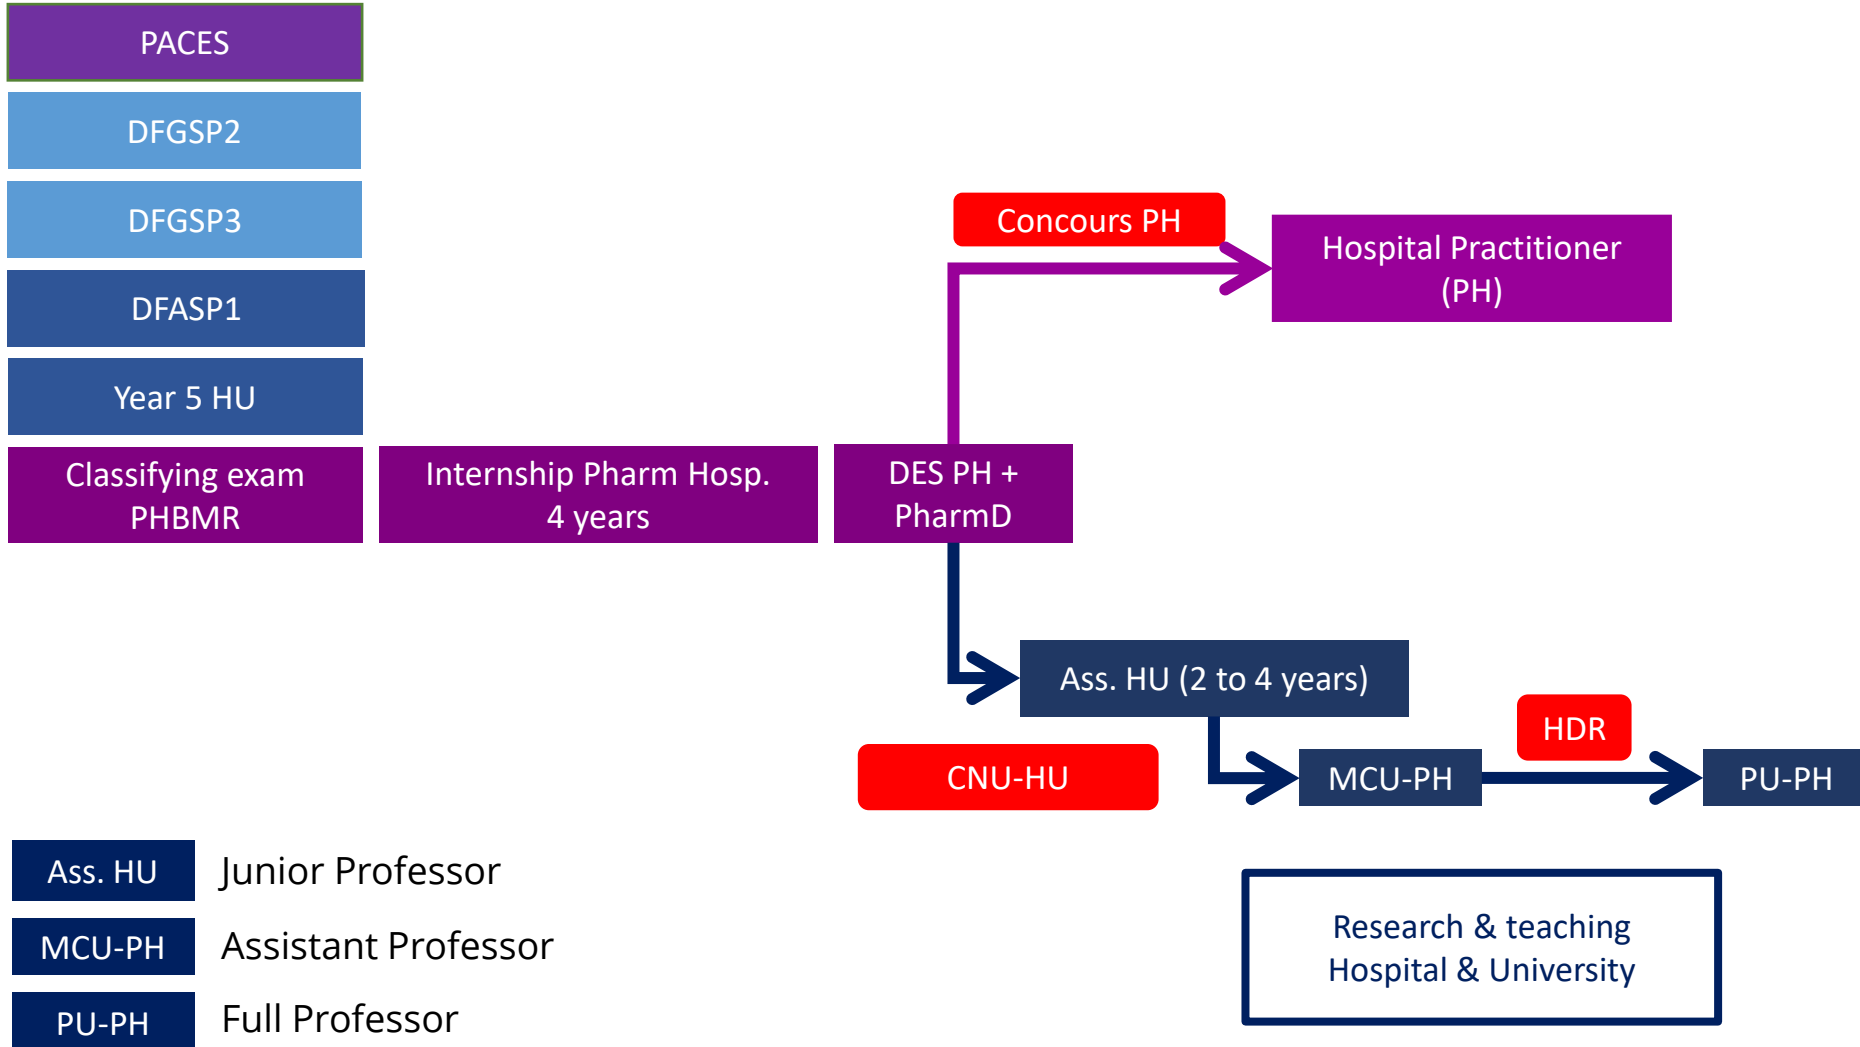 PACES
DFGSP2
DFGSP3
DFASP1
Year 5 HU
Classifying exam
PHBMR
Internship Pharm Hosp.
4 years
DES PH +
PharmD
Concours PH
Hospital Practitioner
(PH)
Ass. HU (2 to 4 years)
CNU-HU
MCU-PH
HDR
PU-PH
Ass. HU
Junior Professor
MCU-PH
Assistant Professor
PU-PH
Full Professor
Research & teaching
Hospital & University